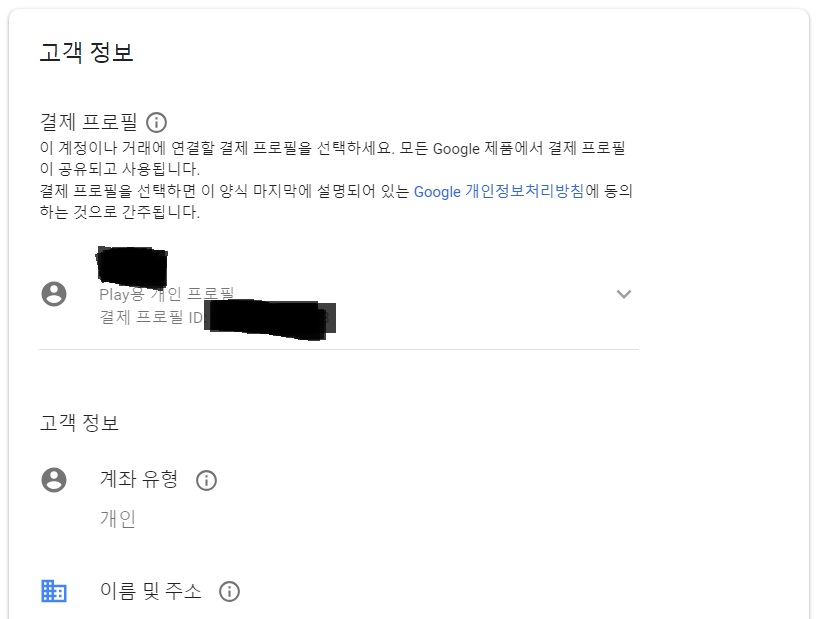 고객 정보
결제 프로필
이 계정이나 거래에 연결할 결제 프로필을 선택하세요. 모든 Google 제품에서 결제 프로필
이 공유되고 사용됩니다.
결제 프로필을 선택하면 이 양식 마지막에 설명되어 있는 Google 개인정보처리방침에 동의
하는 것으로 간주됩니다.
Play용 개인 프로필
결제 프로필 ID:
고객 정보
계좌 유형
개인
이름 및 주소